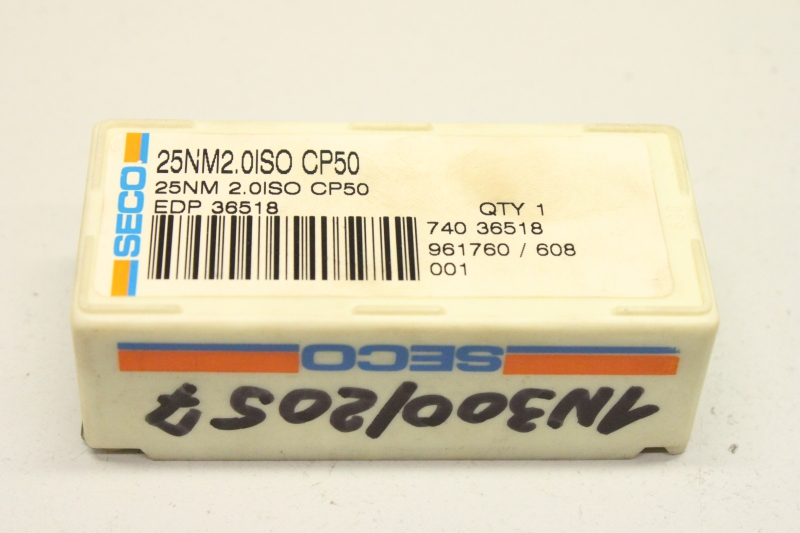 SECO
25NM2.0ISO CP50
25NM 2.0ISO CP50
EDP 36518 QTY 1
740 36518
961760 / 608
001
SECO
1N300/2057